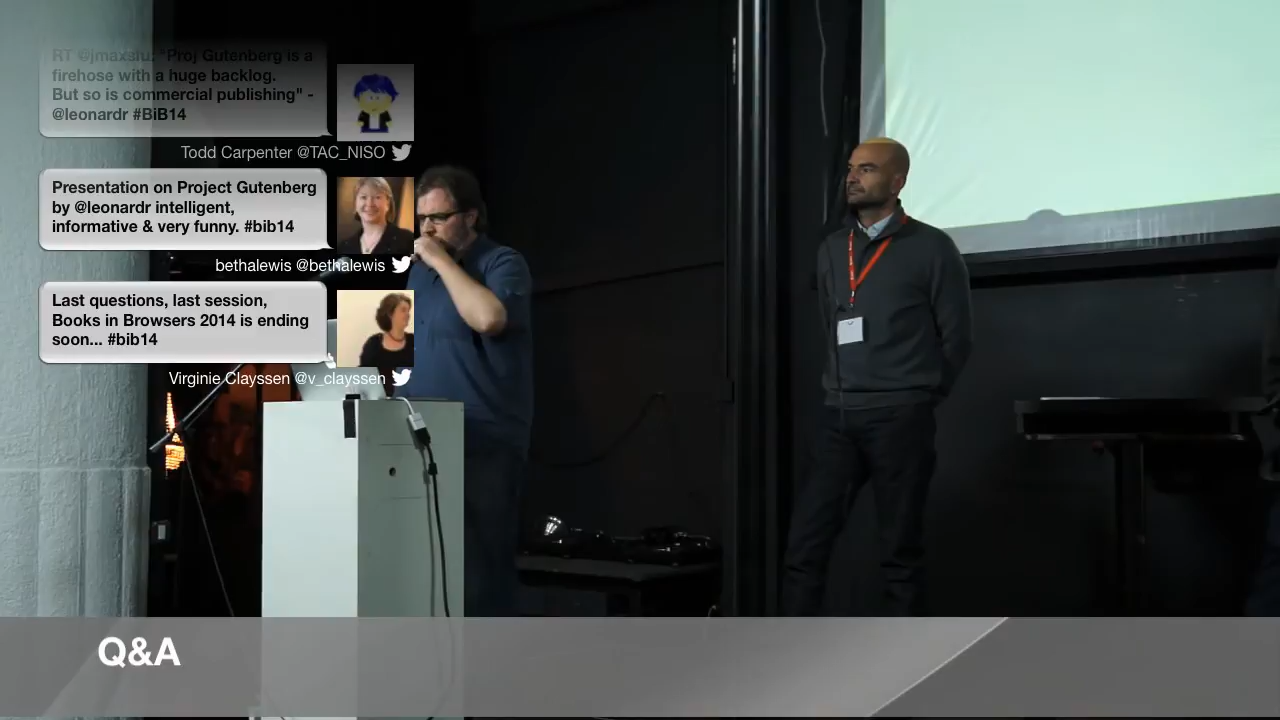 RT @jmaxsfu: "Proj Gutenberg is a
firehose with a huge backlog.
But so is commercial publishing" -
@leonardr #BiB14
Todd Carpenter @TAC_NISO
Presentation on Project Gutenberg
by @leonardr intelligent,
informative & very funny. #bib14
bethalewis @bethalewis
Last questions, last session,
Books in Browsers 2014 is ending
soon... #bib14
Virginie Clayssen @v_clayssen
Q&A